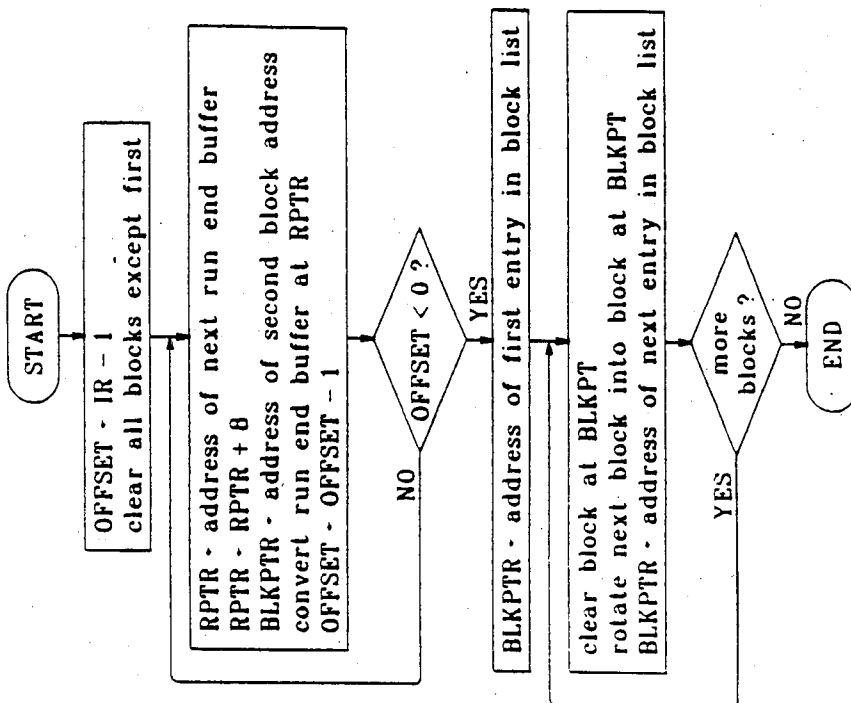 START
OFFSET - IR - 1
clear all blocks except first
RPTR - address of next run end buffer
RPTR - RPTR + 8
BLKPTR - address of second block address
convert run end buffer at RPTR
OFFSET - OFFSET - 1
OFFSET < 0 ?
NO
YES
BLKPTR - address of first entry in block list
clear block at BLKPT
rotate next block into block at BLKPT
BLKPTR - address of next entry in block list
more
blocks ?
YES
NO
END